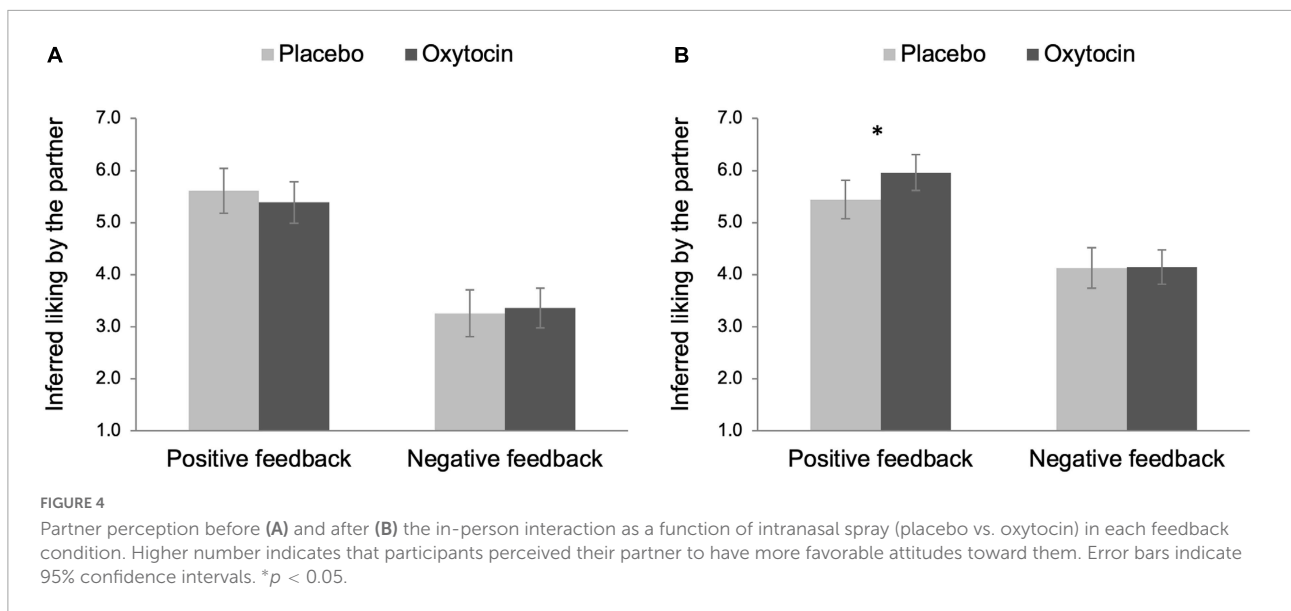 A
Placebo Oxytocin
Inferred liking by the partner
7.0
6.0
5.0
4.0
3.0
2.0
1.0
Positive feedback Negative feedback
B
Placebo Oxytocin
Inferred liking by the partner
7.0
6.0
5.0
4.0
3.0
2.0
1.0
*
Positive feedback Negative feedback
FIGURE 4
Partner perception before (A) and after (B) the in-person interaction as a function of intranasal spray (placebo vs. oxytocin) in each feedback
condition. Higher number indicates that participants perceived their partner to have more favorable attitudes toward them. Error bars indicate
95% confidence intervals. *p < 0.05.